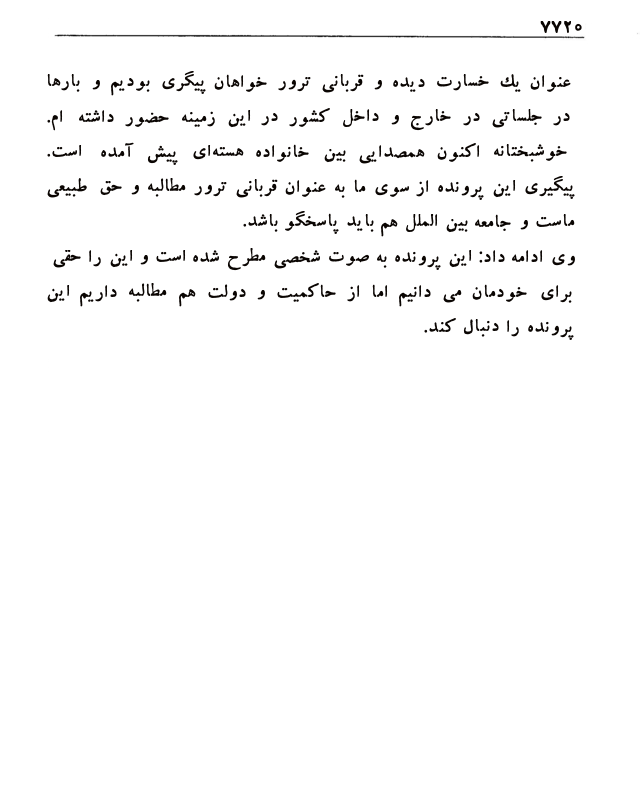 ۷۷۲۰
عنوان یك خسارت دیده و قربانی ترور خواهان پیگری بودیم و بارها
در جلساتی در خارج و داخل کشور در این زمینه حضور داشته ام.
خوشبختانه اکنون همصدایی بین خانواده هسته‌ای پیش آمده است.
پیگیری این پرونده از سوی ما به عنوان قربانی ترور مطالبه و حق طبیعی
ماست و جامعه بین الملل هم باید پاسخگو باشد.
وی ادامه داد: این پرونده به صوت شخصی مطرح شده است و این را حقی
برای خودمان می دانیم اما از حاکمیت و دولت هم مطالبه داریم این
پرونده را دنبال کند.